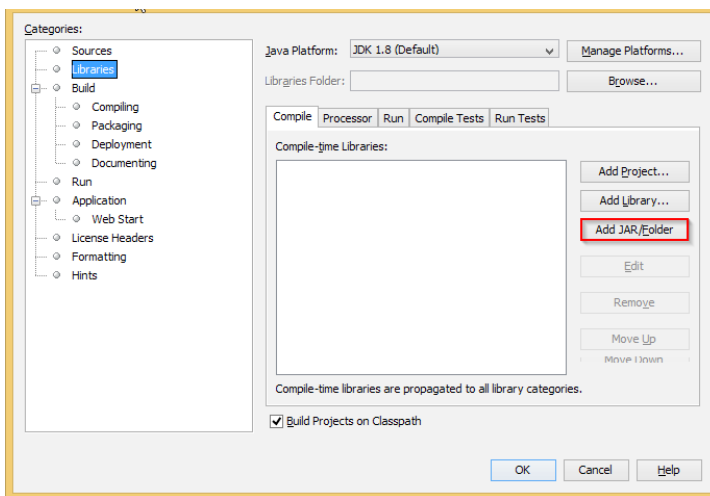 Categories:
Sources
Libraries
Build
Compiling
Packaging
Deployment
Documenting
Run
Application
Web Start
License Headers
Formatting
Hints
Java Platform: JDK 1.8 (Default) Manage Platforms...
Libraries Folder: Browse...
Compile Processor Run Compile Tests Run Tests
Compile-time Libraries:
Add Project...
Add Library...
Add JAR/Folder
Edit
Remove
Move Up
Move Down
Compile-time libraries are propagated to all library categories.
Build Projects on Classpath
OK Cancel Help